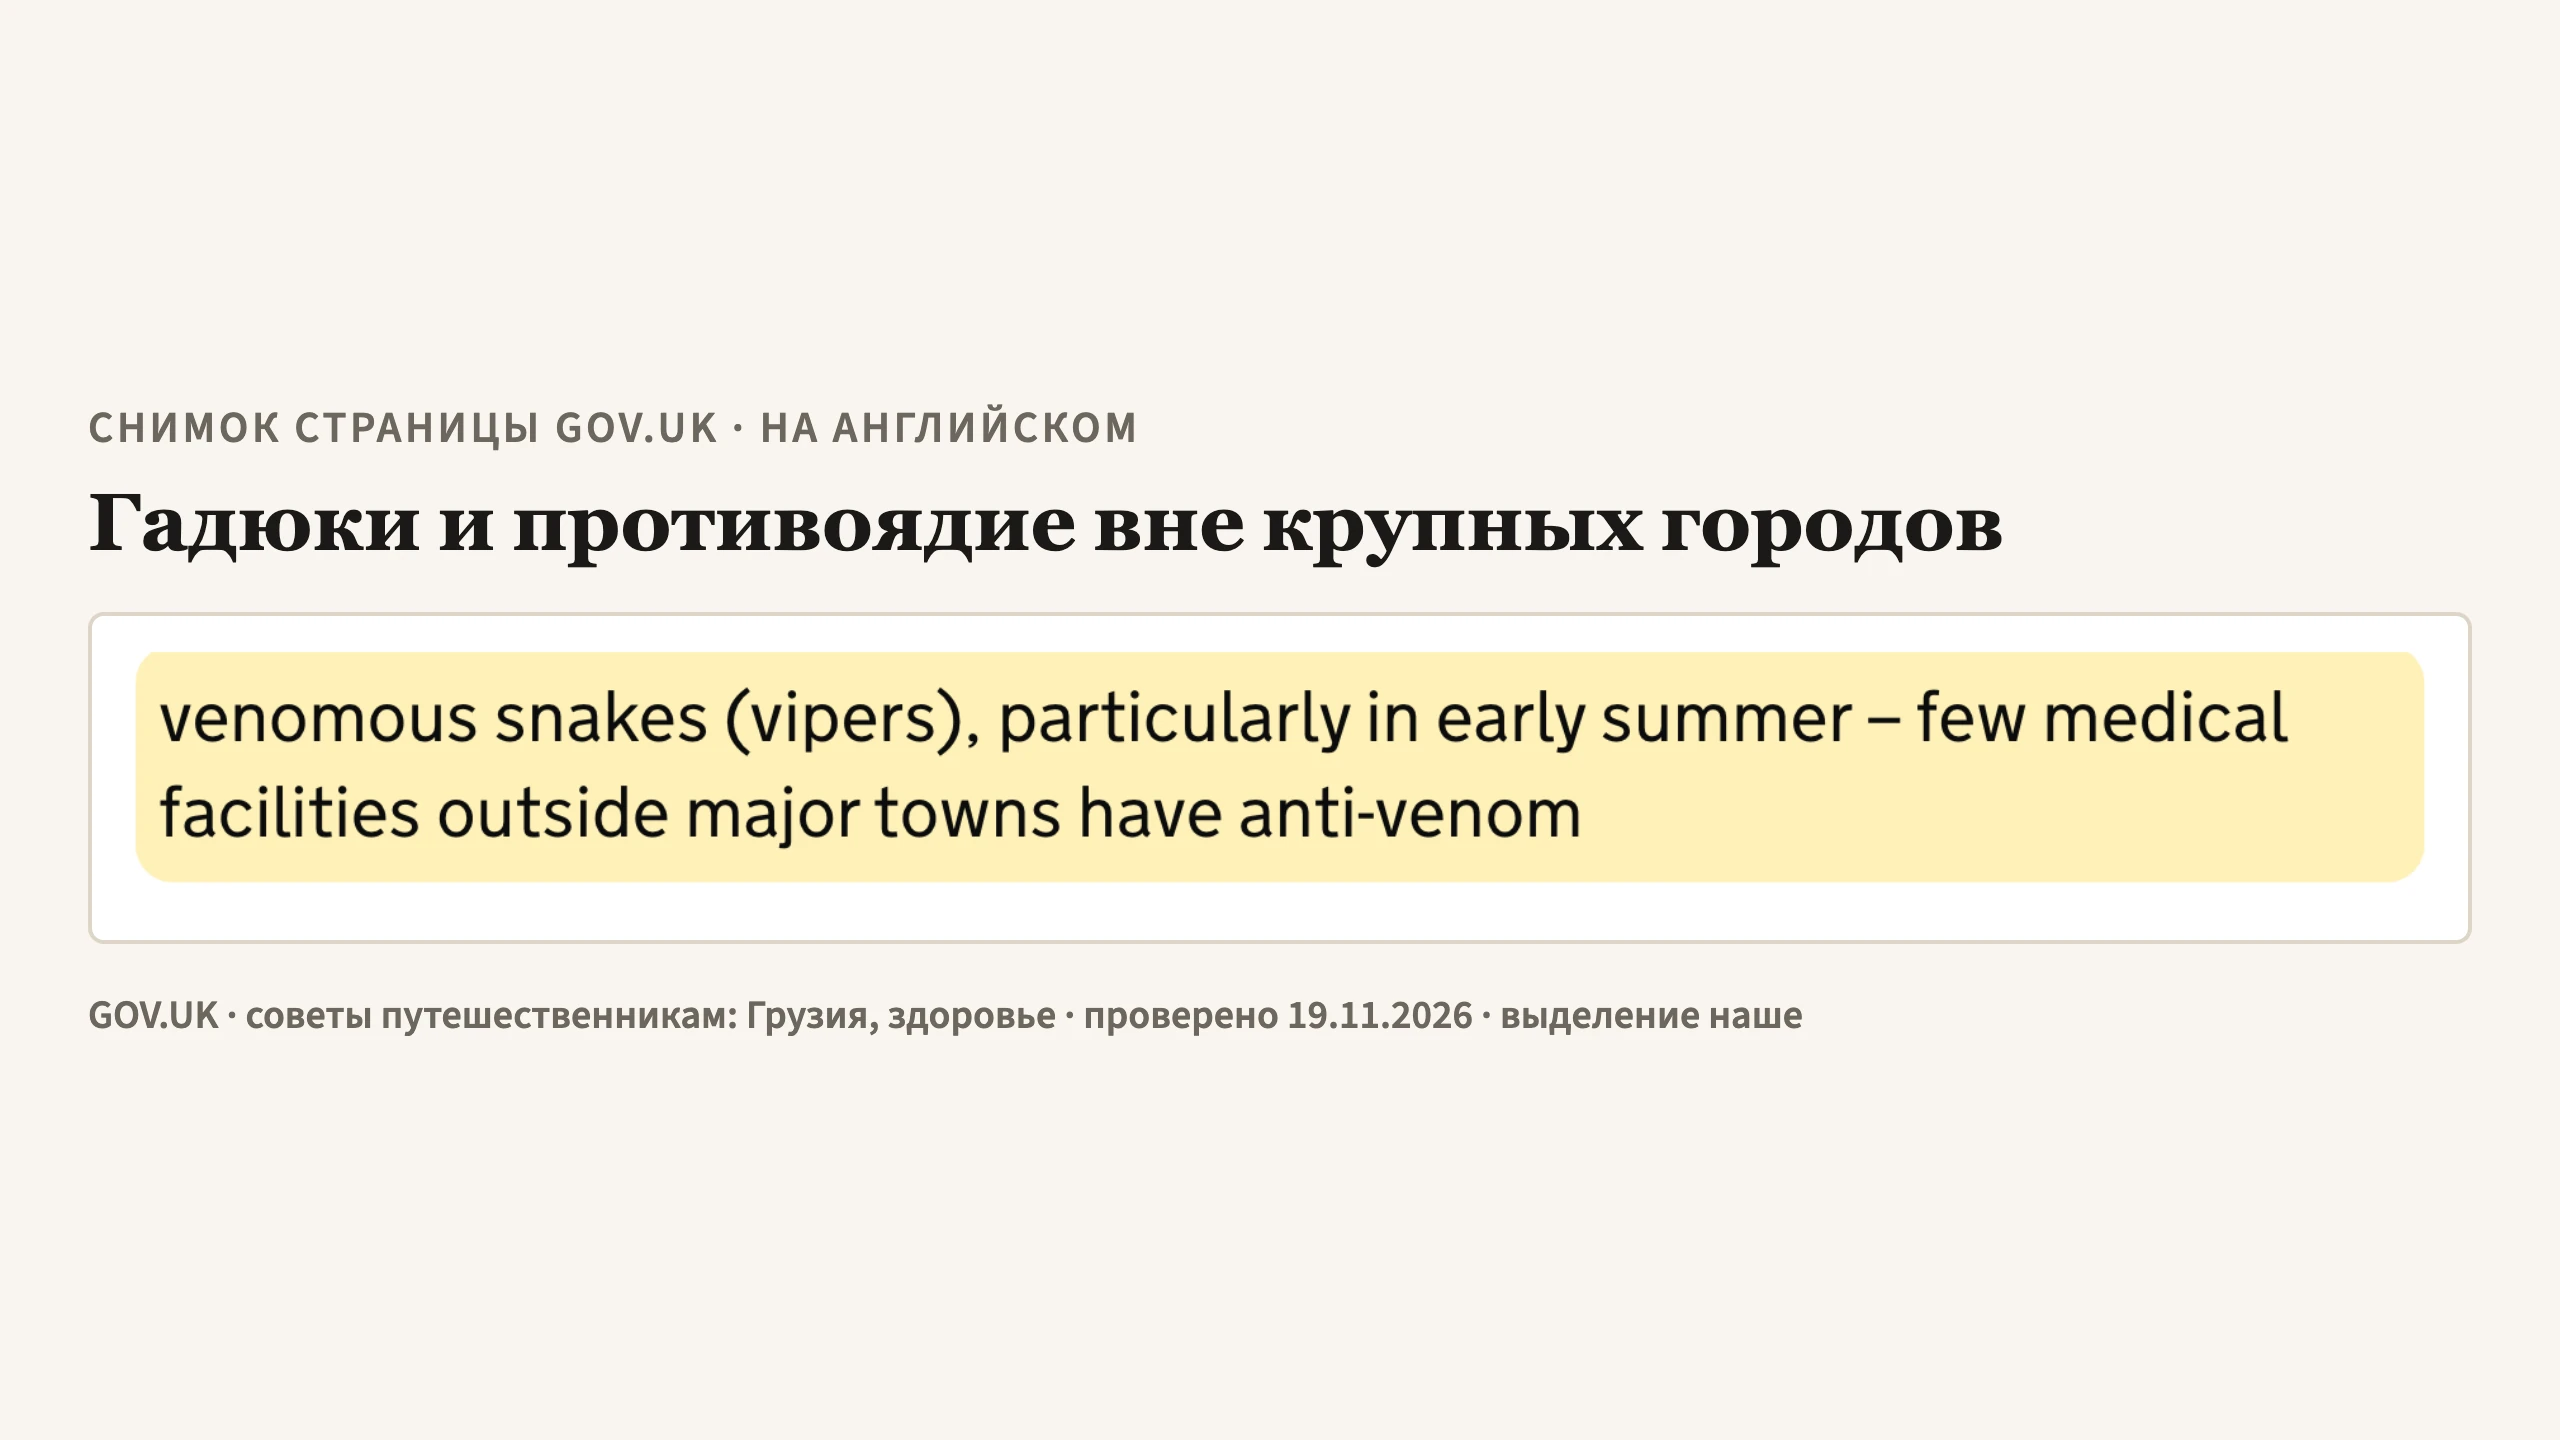 СНИМОК СТРАНИЦЫ GOV.UK · НА АНГЛИЙСКОМ
Гадюки и противоядие вне крупных городов
venomous snakes (vipers), particularly in early summer – few medical
facilities outside major towns have anti-venom
GOV.UK · советы путешественникам: Грузия, здоровье · проверено 19.11.2026 · выделение наше